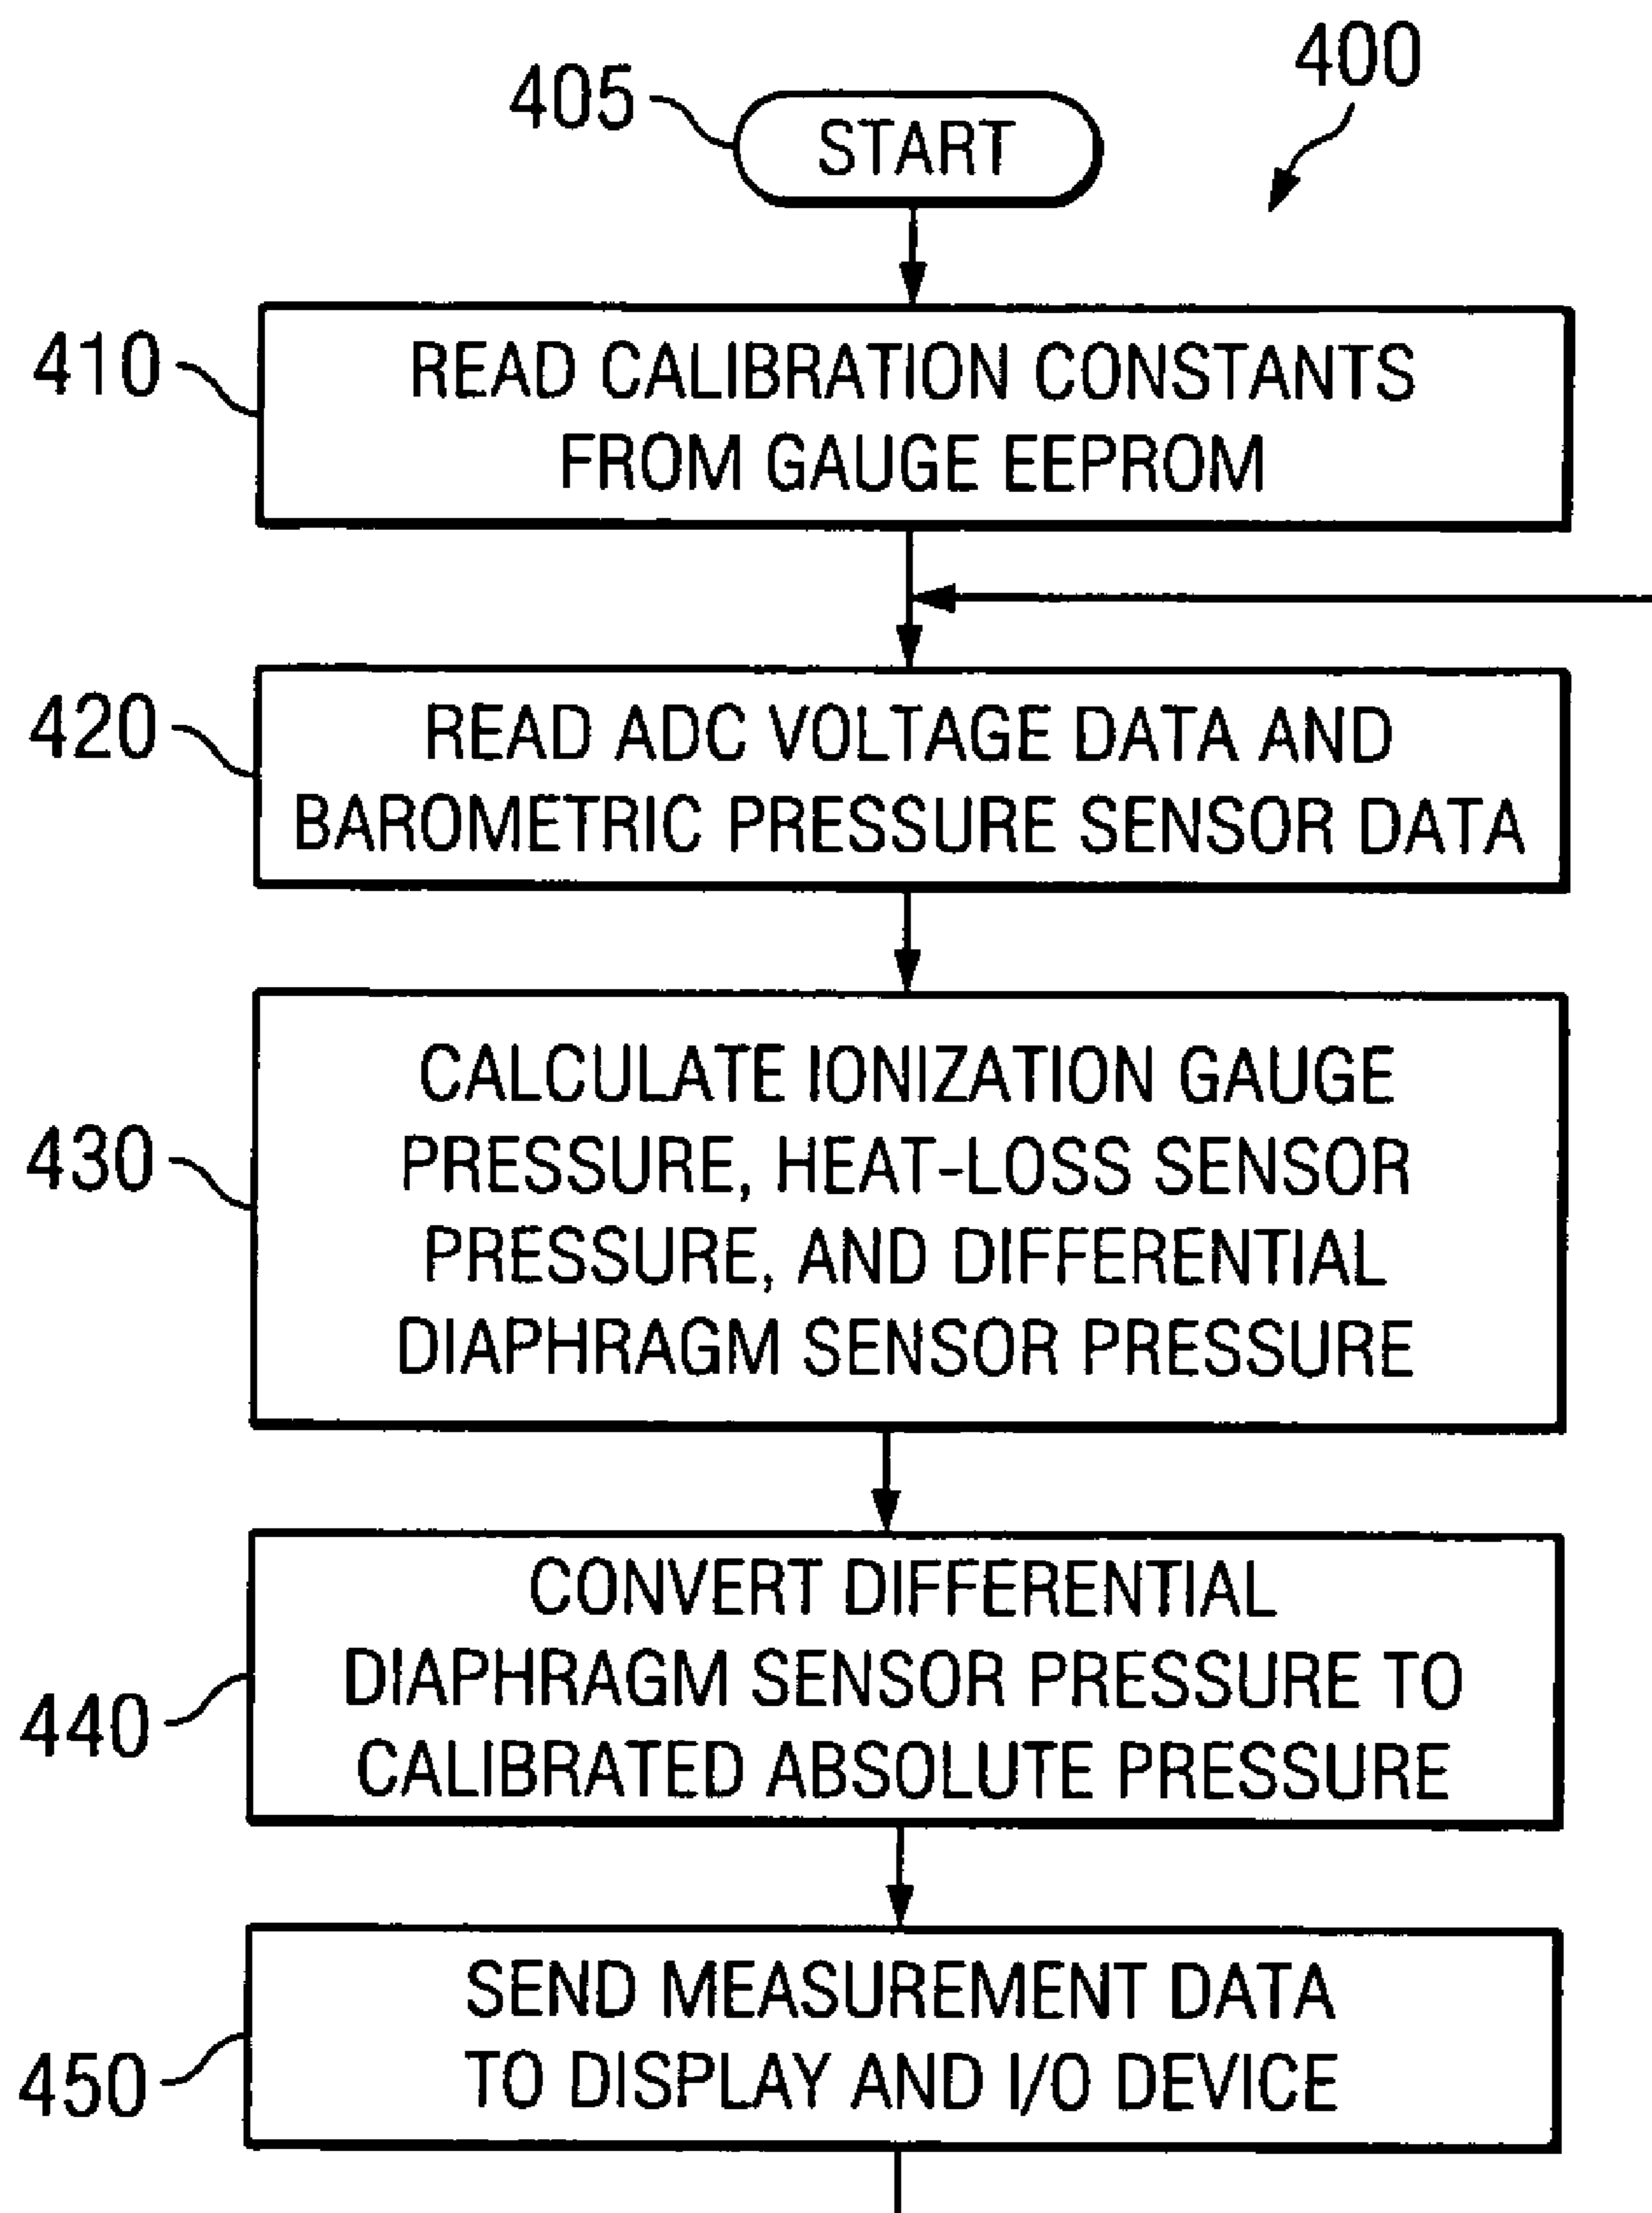 400
405
START
410
READ CALIBRATION CONSTANTS
FROM GAUGE EEPROM
420
READ ADC VOLTAGE DATA AND
BAROMETRIC PRESSURE SENSOR DATA
430
CALCULATE IONIZATION GAUGE
PRESSURE, HEAT-LOSS SENSOR
PRESSURE, AND DIFFERENTIAL
DIAPHRAGM SENSOR PRESSURE
440
CONVERT DIFFERENTIAL
DIAPHRAGM SENSOR PRESSURE TO
CALIBRATED ABSOLUTE PRESSURE
450
SEND MEASUREMENT DATA
TO DISPLAY AND I/O DEVICE